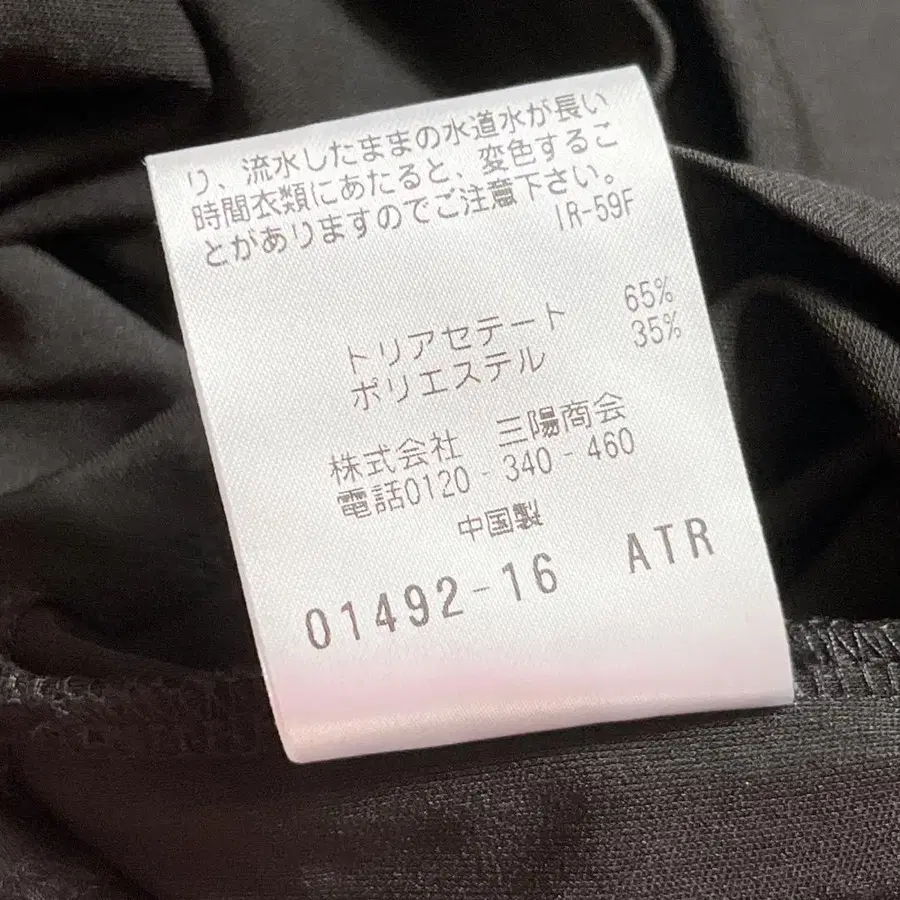 り、流水したままの水道水が長い
時間衣類にあたると、変色するこ
とがありますのでご注意下さい。
IR-59F
トリアセテート 65%
ポリエステル 35%
株式会社 三陽商会
電話0120-340-460
中国製
01492-16 ATR